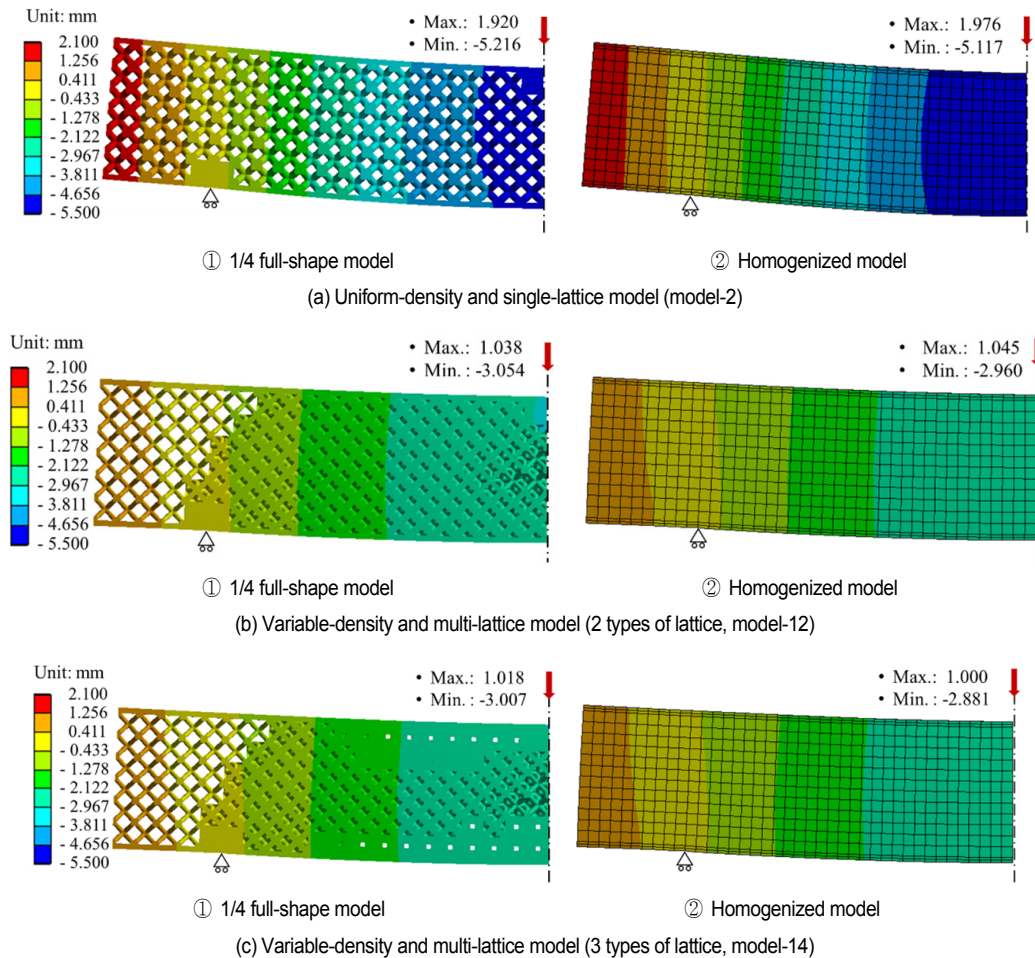 Unit: mm
2.100
1.256
0.411
- 0.433
- 1.278
- 2.122
- 2.967
- 3.811
- 4.656
- 5.500
• Max.: 1.920
• Min. : -5.216
• Max.: 1.976
• Min. : -5.117
① 1/4 full-shape model
② Homogenized model
(a) Uniform-density and single-lattice model (model-2)
Unit: mm
2.100
1.256
0.411
- 0.433
- 1.278
- 2.122
- 2.967
- 3.811
- 4.656
- 5.500
• Max.: 1.038
• Min. : -3.054
• Max.: 1.045
• Min. : -2.960
① 1/4 full-shape model
② Homogenized model
(b) Variable-density and multi-lattice model (2 types of lattice, model-12)
Unit: mm
2.100
1.256
0.411
- 0.433
- 1.278
- 2.122
- 2.967
- 3.811
- 4.656
- 5.500
• Max.: 1.018
• Min. : -3.007
• Max.: 1.000
• Min. : -2.881
① 1/4 full-shape model
② Homogenized model
(c) Variable-density and multi-lattice model (3 types of lattice, model-14)